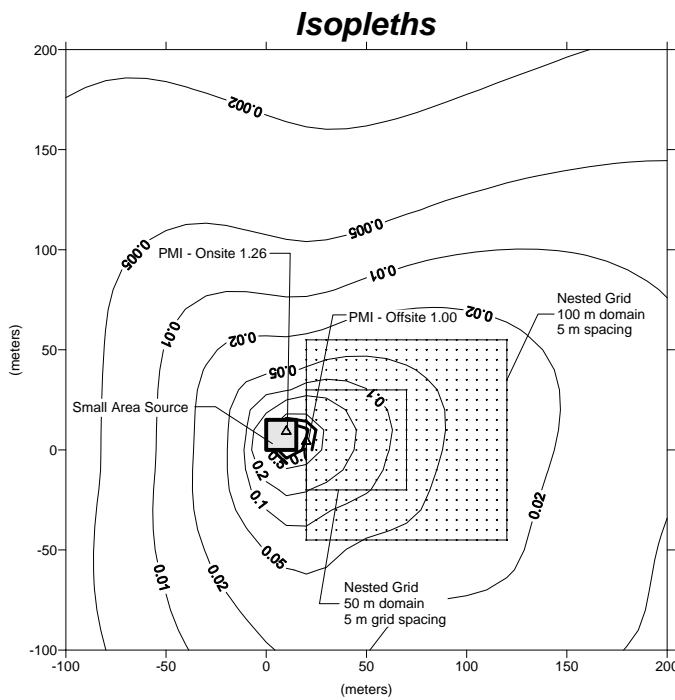 Isopleths
200
150
100
50
0
-50
-100
-100
-50
0
50
100
150
200
(meters)
(meters)
0.002
0.005
0.005
0.01
0.01
0.01
0.02
0.02
0.02
0.02
0.05
0.05
0.1
0.1
0.2
PMI - Onsite 1.26
PMI - Offsite 1.00
Small Area Source
Nested Grid
100 m domain
5 m spacing
Nested Grid
50 m domain
5 m grid spacing